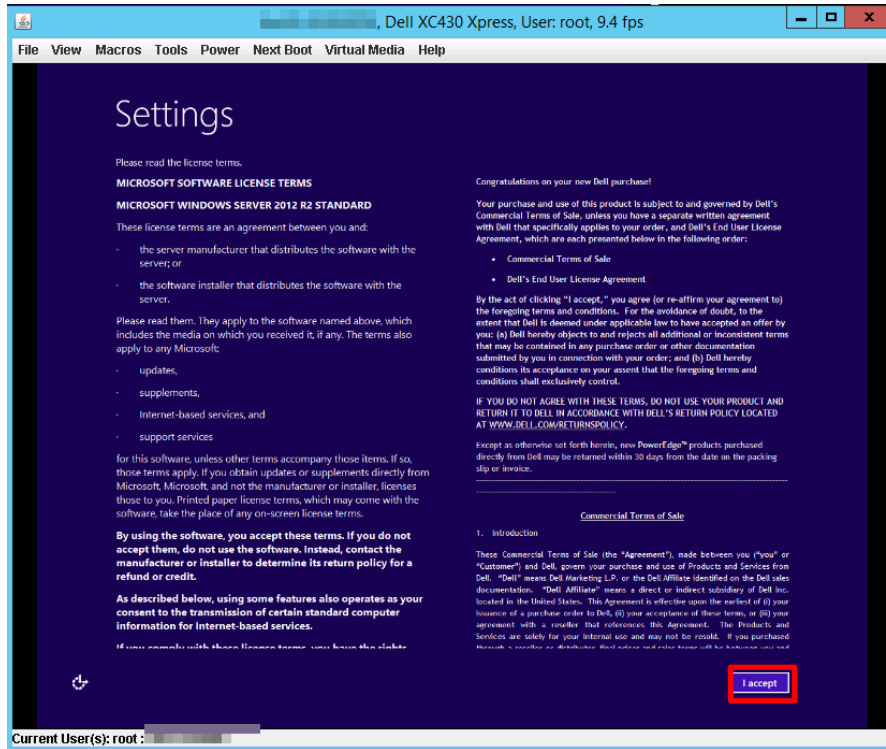 , Dell XC430 Xpress, User: root, 9.4 fps
File View Macros Tools Power Next Boot Virtual Media Help
Settings
Please read the license terms.
MICROSOFT SOFTWARE LICENSE TERMS
MICROSOFT WINDOWS SERVER 2012 R2 STANDARD
These license terms are an agreement between you and:
· the server manufacturer that distributes the software with the
server; or
· the software installer that distributes the software with the
server.
Please read them. They apply to the software named above, which
includes the media on which you received it, if any. The terms also
apply to any Microsoft
· updates,
· supplements,
· Internet-based services, and
· support services
for this software, unless other terms accompany those items. If so,
those terms apply. If you obtain updates or supplements directly from
Microsoft, Microsoft, and not the manufacturer or installer, licenses
those to you. Printed paper license terms, which may come with the
software, take the place of any on-screen license terms.
By using the software, you accept these terms. If you do not
accept them, do not use the software. Instead, contact the
manufacturer or installer to determine its return policy for a
refund or credit.
As described below, using some features also operates as your
consent to the transmission of certain standard computer
information for Internet-based services.
If you comply with these license terms, you have the rights
Congratulations on your new Dell purchase!
Your purchase and use of this product is subject to and governed by Dell's
Commercial Terms of Sale, unless you have a separate written agreement
with Dell that specifically applies to your order, and Dell's End User License
Agreement, which are each presented below in the following order:
• Commercial Terms of Sale
• Dell's End User License Agreement
By the act of clicking "I accept," you agree (or re-affirm your agreement to)
the foregoing terms and conditions. For the avoidance of doubt, to the
extent that Dell is deemed under applicable law to have accepted an offer by
you: (a) Dell hereby objects to and rejects all additional or inconsistent terms
that may be contained in any purchase order or other documentation
submitted by you in connection with your order; and (b) Dell hereby
conditions its acceptance on your assent that the foregoing terms and
conditions shall exclusively control.
IF YOU DO NOT AGREE WITH THESE TERMS, DO NOT USE YOUR PRODUCT AND
RETURN IT TO DELL IN ACCORDANCE WITH DELL'S RETURN POLICY LOCATED
AT WWW.DELL.COM/RETURNSPOLICY.
Except as otherwise set forth herein, new PowerEdge™ products purchased
directly from Dell may be returned within 30 days from the date on the packing
slip or invoice.
Commercial Terms of Sale
1. Introduction
These Commercial Terms of Sale (the "Agreement"), made between you ("you" or
"Customer") and Dell, govern your purchase and use of Products and Services from
Dell. "Dell" means Dell Marketing L.P. or the Dell Affiliate identified on the Dell sales
documentation. "Dell Affiliate" means a direct or indirect subsidiary of Dell Inc.
located in the United States. This Agreement is effective upon the earliest of (i) your
issuance of a purchase order to Dell, (ii) your acceptance of these terms, or (iii) your
agreement with a reseller that references this Agreement. The Products and
Services are solely for your internal use and may not be resold. If you purchased
through a reseller or distributor, final prices and sales terms will be between you and
I accept
Current User(s): root :